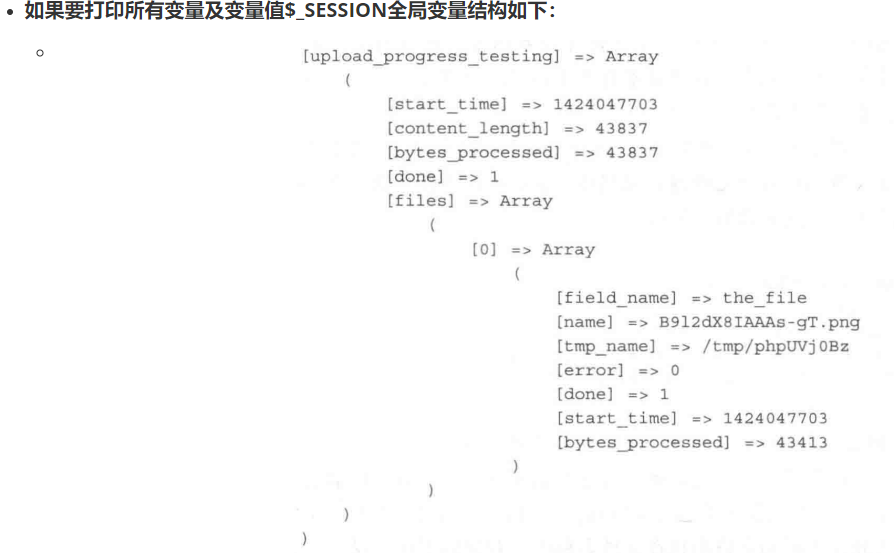 如果要打印所有变量及变量值$_SESSION全局变量结构如下：
[upload_progress_testing] => Array
(
[start_time] => 1424047703
[content_length] => 43837
[bytes_processed] => 43837
[done] => 1
[files] => Array
(
[0] => Array
(
[field_name] => the_file
[name] => B9l2dX8IAAAs-gT.png
[tmp_name] => /tmp/phpUVj0Bz
[error] => 0
[done] => 1
[start_time] => 1424047703
[bytes_processed] => 43413
)
)
)
)